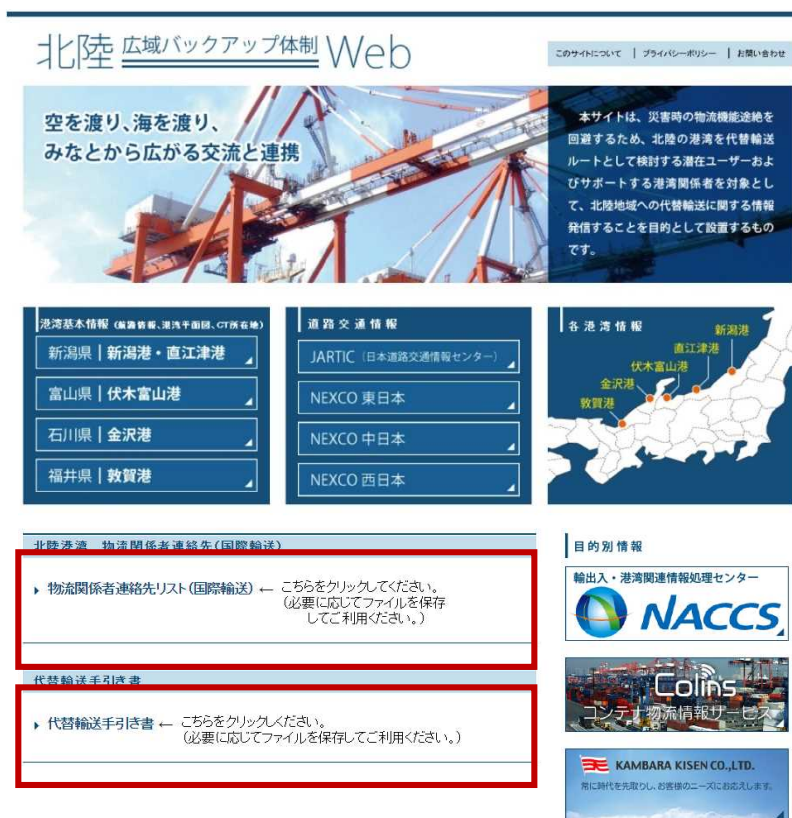 北陸 広域バックアップ体制 Web
このサイトについて | プライバシーポリシー | お問い合わせ
空を渡り、海を渡り、
みなとから広がる交流と連携
本サイトは、災害時の物流機能途絶を
回避するため、北陸の港湾を代替輸送
ルートとして検討する潜在ユーザーおよ
びサポートする港湾関係者を対象とし
て、北陸地域への代替輸送に関する情報
発信することを目的として設置するもの
です。
港湾基本情報 (航路情報、港湾平面図、CT所在地)
新潟県 | 新潟港・直江津港
富山県 | 伏木富山港
石川県 | 金沢港
福井県 | 敦賀港
道路交通情報
JARTIC (日本道路交通情報センター)
NEXCO 東日本
NEXCO 中日本
NEXCO 西日本
各港湾情報
新潟港
直江津港
伏木富山港
金沢港
敦賀港
北陸港湾 物流関係者連絡先(国際輸送)
物流関係者連絡先リスト(国際輸送) ← こちらをクリックしてください。
(必要に応じてファイルを保存
してご利用ください。)
代替輸送手引き書
代替輸送手引き書 ← こちらをクリックしください。
(必要に応じてファイルを保存してご利用ください。)
目的別情報
輸出入・港湾関連情報処理センター
NACCS
Colins
コンテナ物流情報サービス
KAMBARA KISEN CO.,LTD.
常に時代を先取りし、お客様のニーズにお応えします。